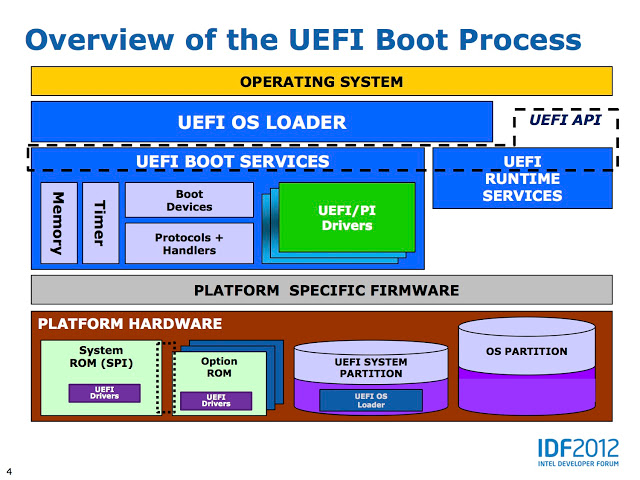 Overview of the UEFI Boot Process
OPERATING SYSTEM
UEFI OS LOADER
UEFI API
UEFI BOOT SERVICES
UEFI
RUNTIME
SERVICES
Memory
Timer
Boot
Devices
Protocols +
Handlers
UEFI/PI
Drivers
PLATFORM SPECIFIC FIRMWARE
PLATFORM HARDWARE
System
ROM (SPI)
UEFI
Drivers
Option
ROM
UEFI
Drivers
UEFI SYSTEM
PARTITION
UEFI OS
Loader
OS PARTITION
4
IDF2012
INTEL DEVELOPER FORUM